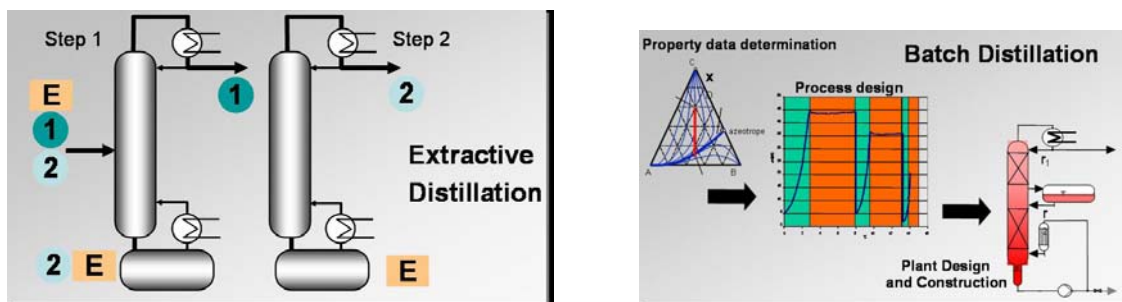 Step 1
Step 2
E
1
2
1
2
Extractive
Distillation
2 E
E
Property data determination
Batch Distillation
C
X
Process design
azeotrope
A
B
r₁
r
Plant Design
and Construction